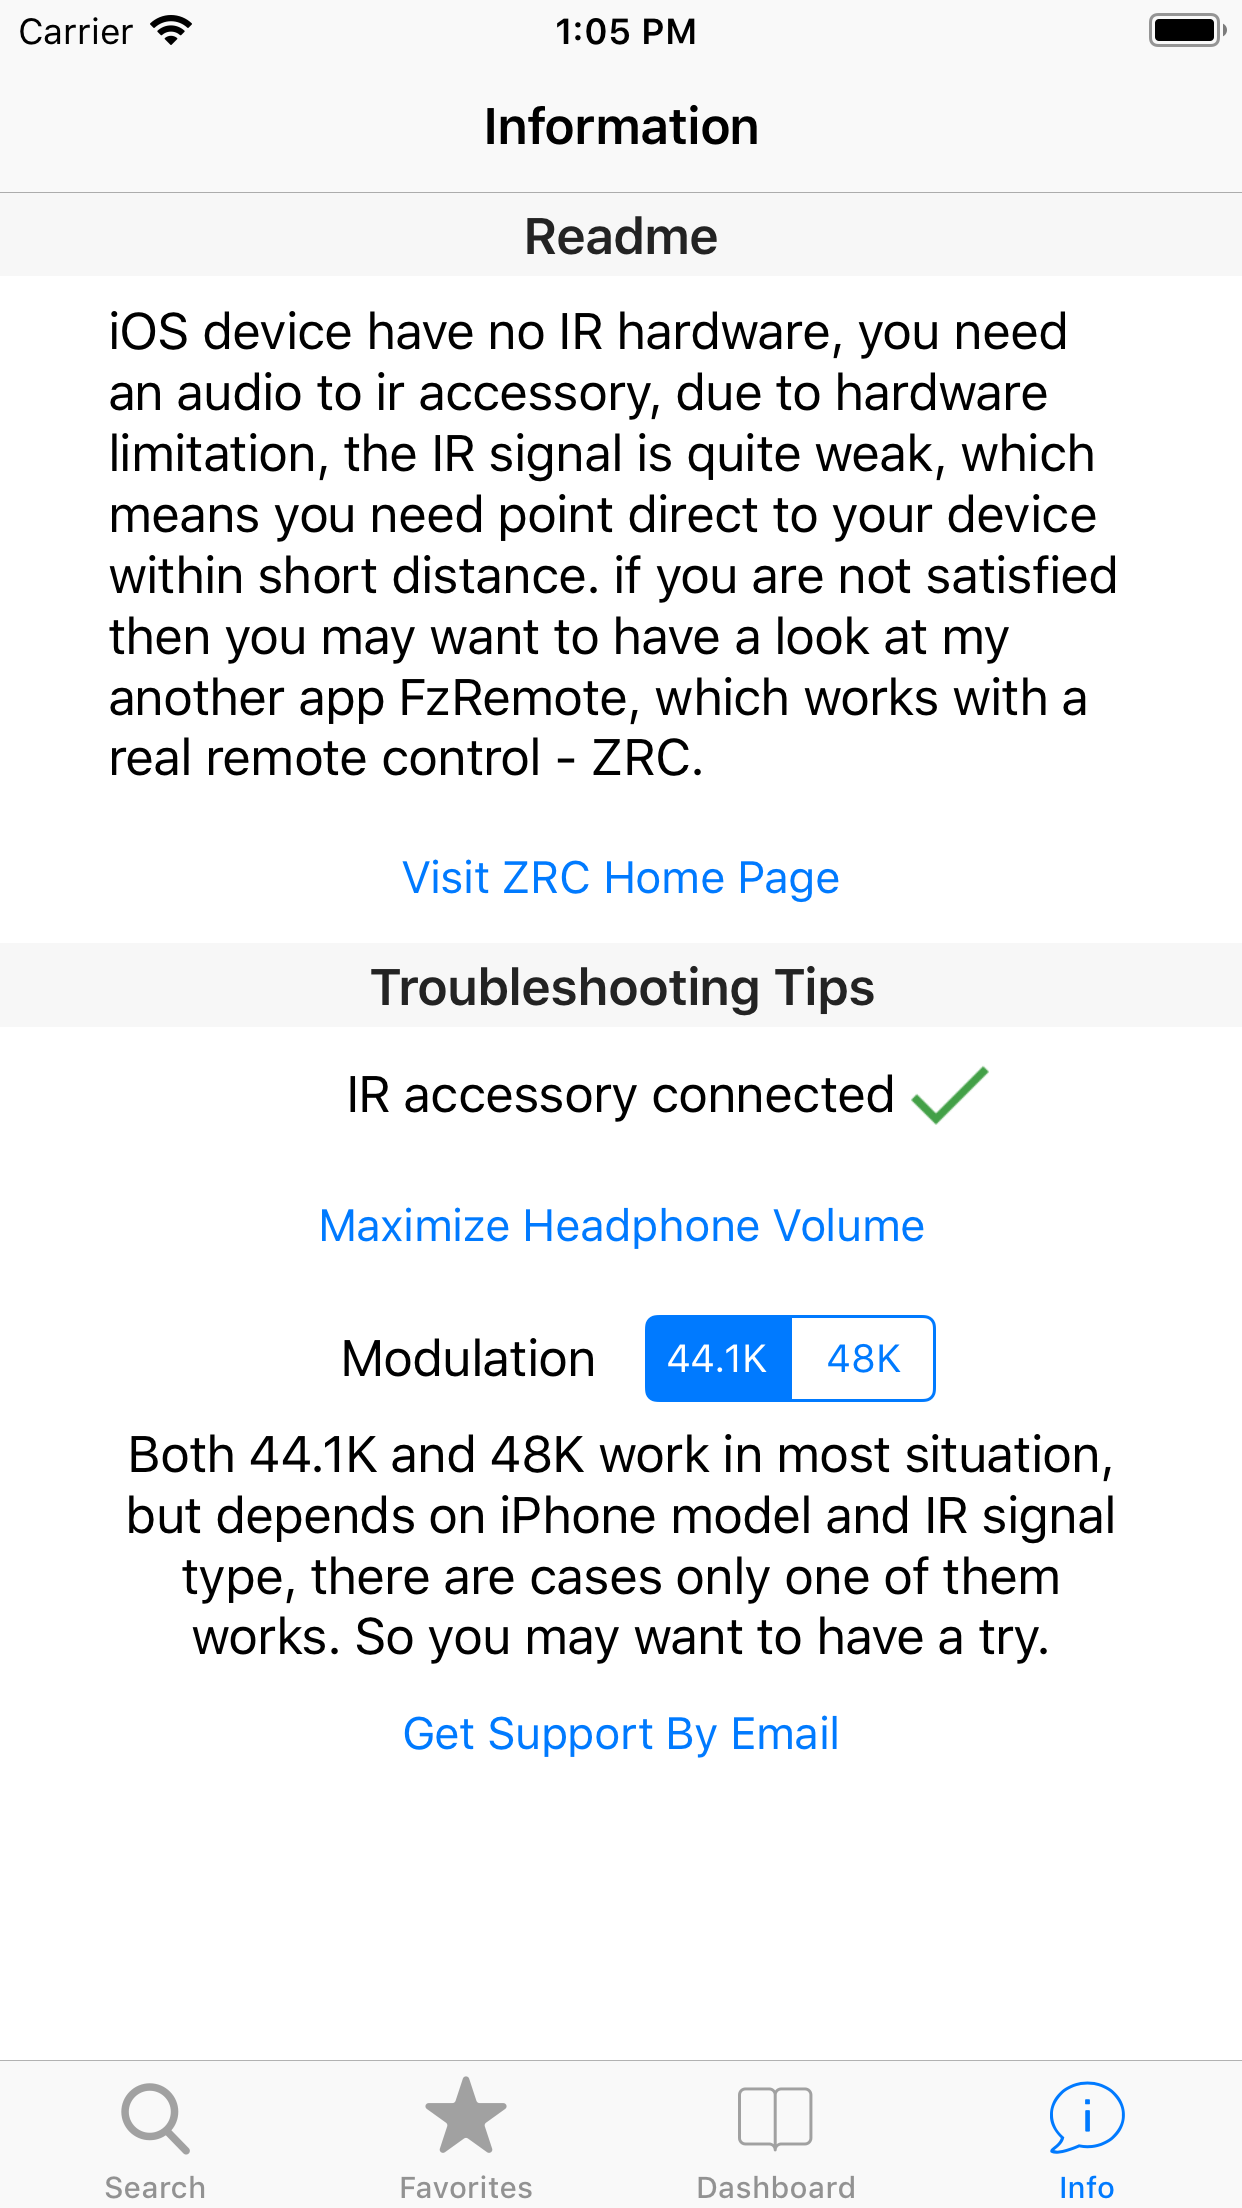 Carrier 1:05 PM
Information
Readme
iOS device have no IR hardware, you need
an audio to ir accessory, due to hardware
limitation, the IR signal is quite weak, which
means you need point direct to your device
within short distance. if you are not satisfied
then you may want to have a look at my
another app FzRemote, which works with a
real remote control - ZRC.
Visit ZRC Home Page
Troubleshooting Tips
IR accessory connected
Maximize Headphone Volume
Modulation 44.1K 48K
Both 44.1K and 48K work in most situation,
but depends on iPhone model and IR signal
type, there are cases only one of them
works. So you may want to have a try.
Get Support By Email
Search Favorites Dashboard Info